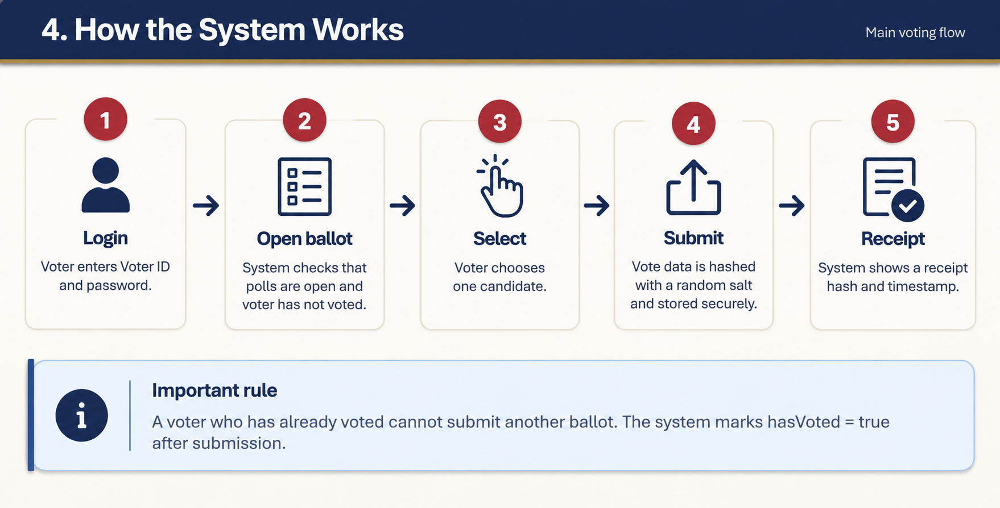 4. How the System Works
Main voting flow
1
Login
Voter enters Voter ID
and password.
2
Open ballot
System checks that
polls are open and
voter has not voted.
3
Select
Voter chooses
one candidate.
4
Submit
Vote data is hashed
with a random salt
and stored securely.
5
Receipt
System shows a receipt
hash and timestamp.
i
Important rule
A voter who has already voted cannot submit another ballot. The system marks hasVoted = true
after submission.